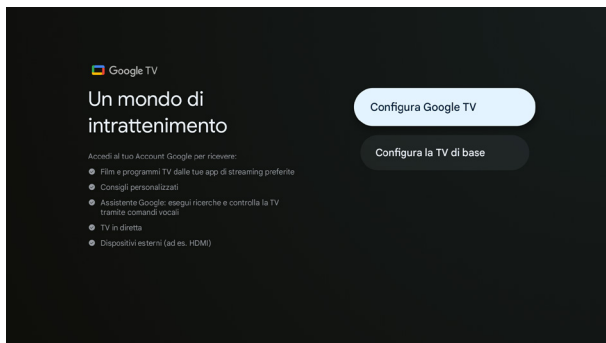 Google TV
Un mondo di
intrattenimento
Accedi al tuo Account Google per ricevere:
Film e programmi TV dalle tue app di streaming preferite
Consigli personalizzati
Assistente Google: esegui ricerche e controlla la TV
tramite comandi vocali
TV in diretta
Dispositivi esterni (ad es. HDMI)
Configura Google TV
Configura la TV di base